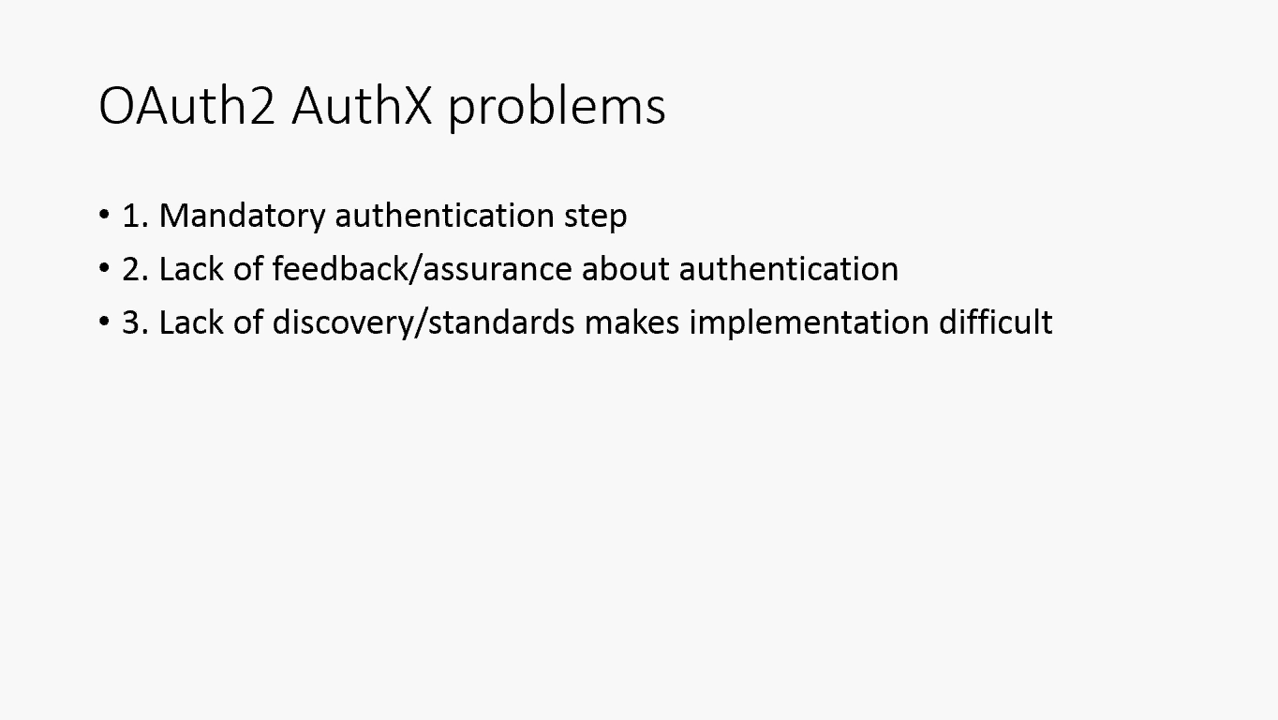 OAuth2 AuthX problems
• 1. Mandatory authentication step
• 2. Lack of feedback/assurance about authentication
• 3. Lack of discovery/standards makes implementation difficult